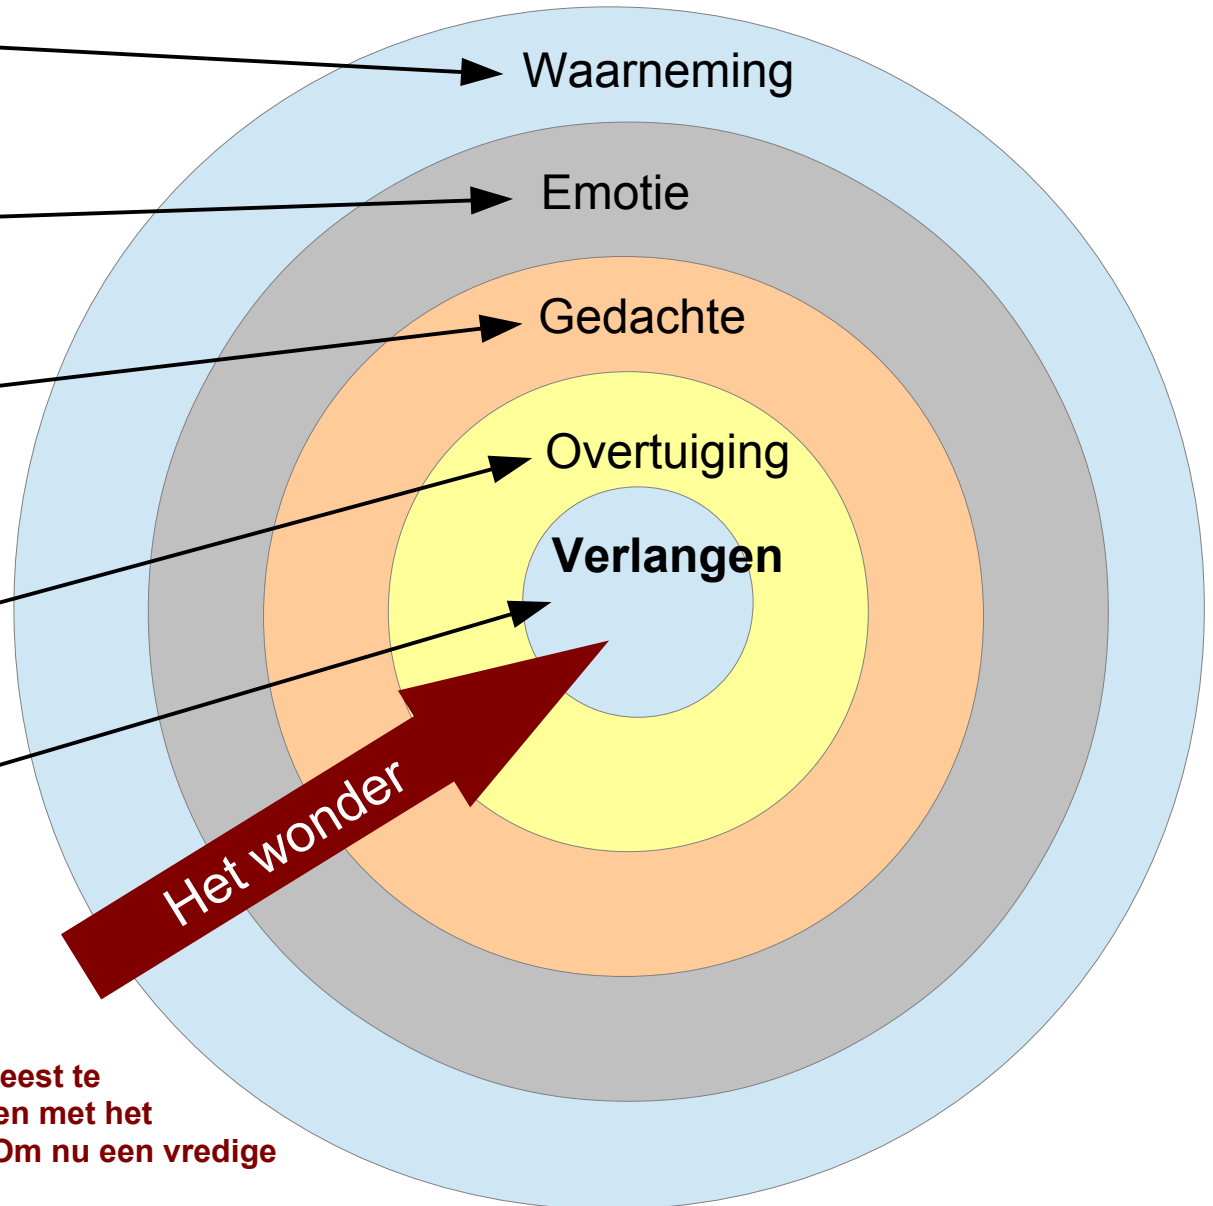 Waarneming
Emotie
Gedachte
Overtuiging
Verlangen
Het wonder
eest te
en met het
Om nu een vredige